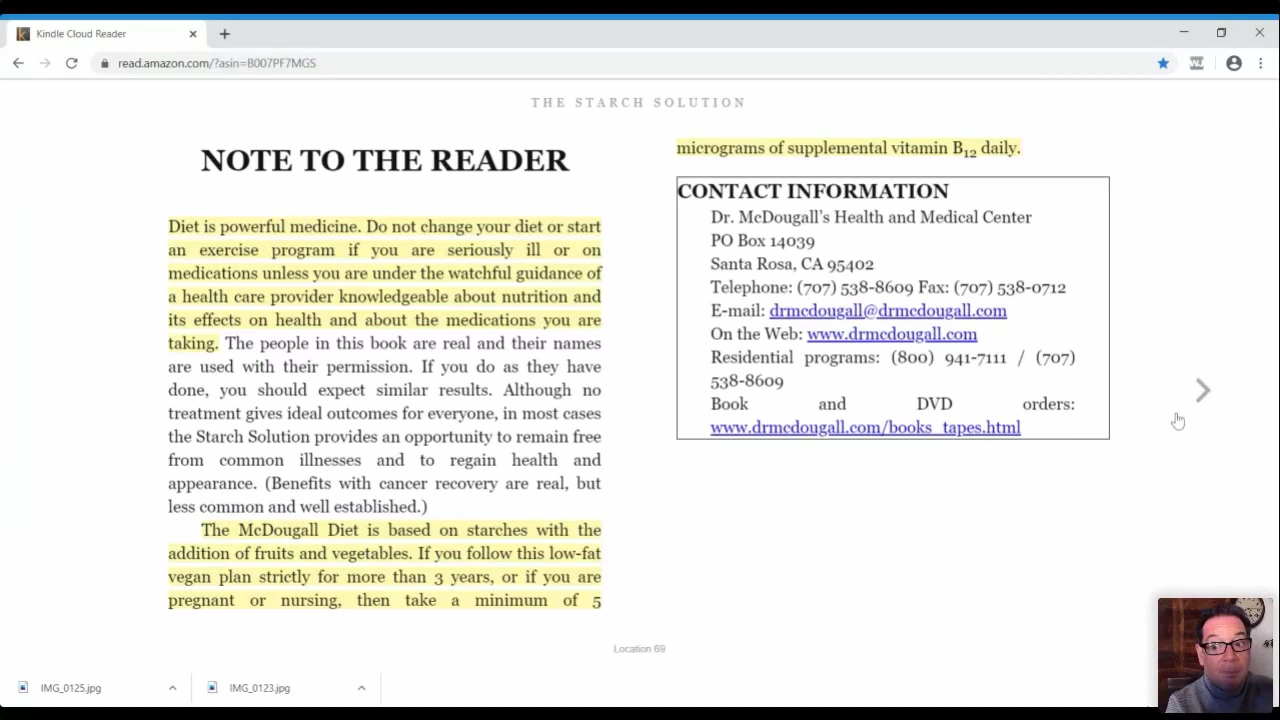 Kindle Cloud Reader
read.amazon.com/?asin=B007PF7MGS
THE STARCH SOLUTION
NOTE TO THE READER
Diet is powerful medicine. Do not change your diet or start
an exercise program if you are seriously ill or on
medications unless you are under the watchful guidance of
a health care provider knowledgeable about nutrition and
its effects on health and about the medications you are
taking. The people in this book are real and their names
are used with their permission. If you do as they have
done, you should expect similar results. Although no
treatment gives ideal outcomes for everyone, in most cases
the Starch Solution provides an opportunity to remain free
from common illnesses and to regain health and
appearance. (Benefits with cancer recovery are real, but
less common and well established.)
The McDougall Diet is based on starches with the
addition of fruits and vegetables. If you follow this low-fat
vegan plan strictly for more than 3 years, or if you are
pregnant or nursing, then take a minimum of 5
micrograms of supplemental vitamin B12 daily.
CONTACT INFORMATION
Dr. McDougall's Health and Medical Center
PO Box 14039
Santa Rosa, CA 95402
Telephone: (707) 538-8609 Fax: (707) 538-0712
E-mail: drmcdougall@drmcdougall.com
On the Web: www.drmcdougall.com
Residential programs: (800) 941-7111 / (707)
538-8609
Book and DVD orders:
www.drmcdougall.com/books_tapes.html
Location 69
IMG_0125.jpg
IMG_0123.jpg